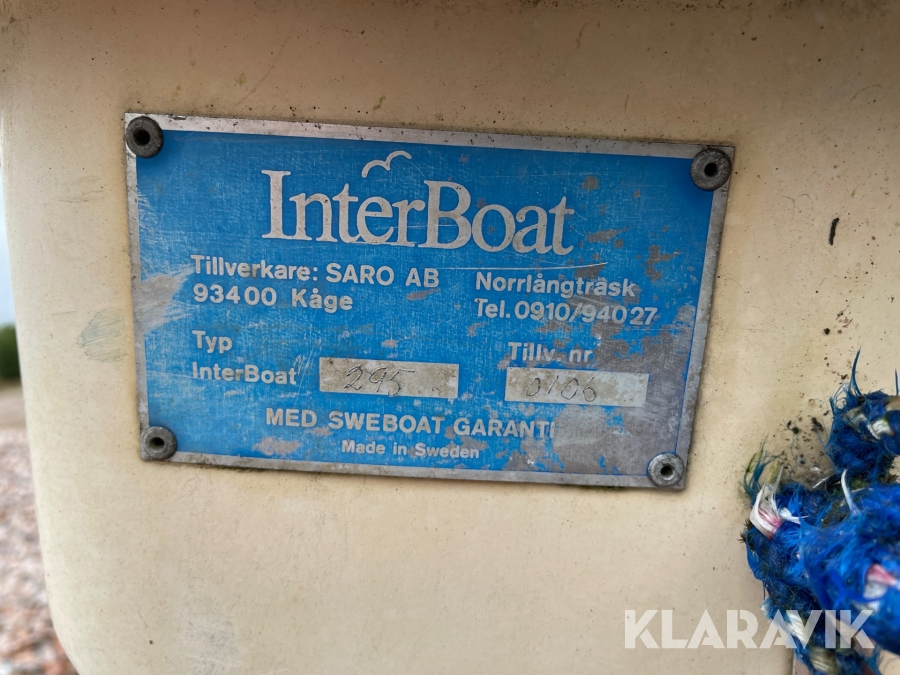 InterBoat
Tillverkare: SARO AB Norrlångträsk
93400 Kåge Tel. 0910/94027
Typ Tillv. nr
InterBoat 295 0106
MED SWEBOAT GARANTI
Made in Sweden
KLARAVIK